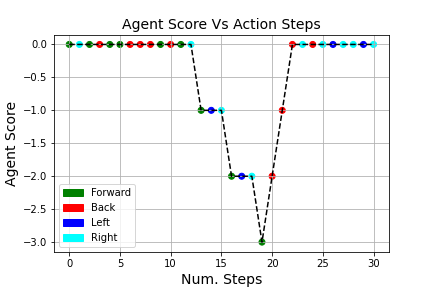 Agent Score Vs Action Steps
Agent Score
0.0
−0.5
−1.0
−1.5
−2.0
−2.5
−3.0
Forward
Back
Left
Right
0 5 10 15 20 25 30
Num. Steps